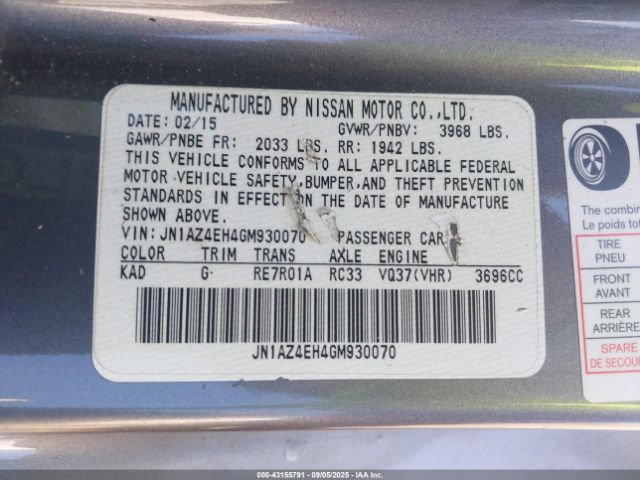 MANUFACTURED BY NISSAN MOTOR CO.,LTD.
DATE: 02/15 GVWR/PNBV: 3968 LBS.
GAWR/PNBE FR: 2033 LBS. RR: 1942 LBS.
THIS VEHICLE CONFORMS TO ALL APPLICABLE FEDERAL
MOTOR VEHICLE SAFETY, BUMPER, AND THEFT PREVENTION
STANDARDS IN EFFECT ON THE DATE OF MANUFACTURE
SHOWN ABOVE.
VIN: JN1AZ4EH4GM930070 PASSENGER CAR
COLOR TRIM TRANS AXLE ENGINE
KAD G RE7R01A RC33 VQ37(VHR) 3696CC
JN1AZ4EH4GM930070
The combined
Le poids tot
TIRE
PNEU
FRONT
AVANT
REAR
ARRIÈRE
SPARE
DE SECOU
000-43155791 - 09/05/2025 - IAA Inc.